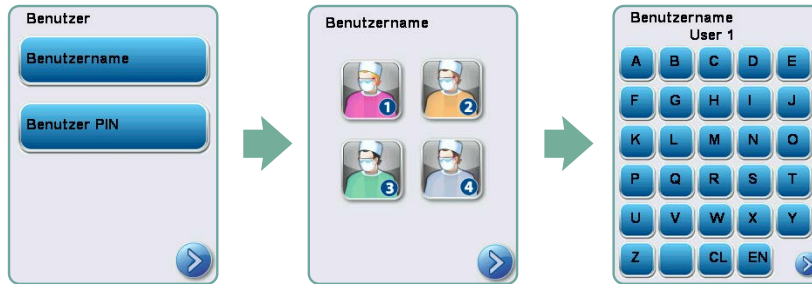 Benutzer
Benutzername
Benutzer PIN
Benutzername
1 2
3 4
Benutzername
User 1
A B C D E
F G H I J
K L M N O
P Q R S T
U V W X Y
Z CL EN